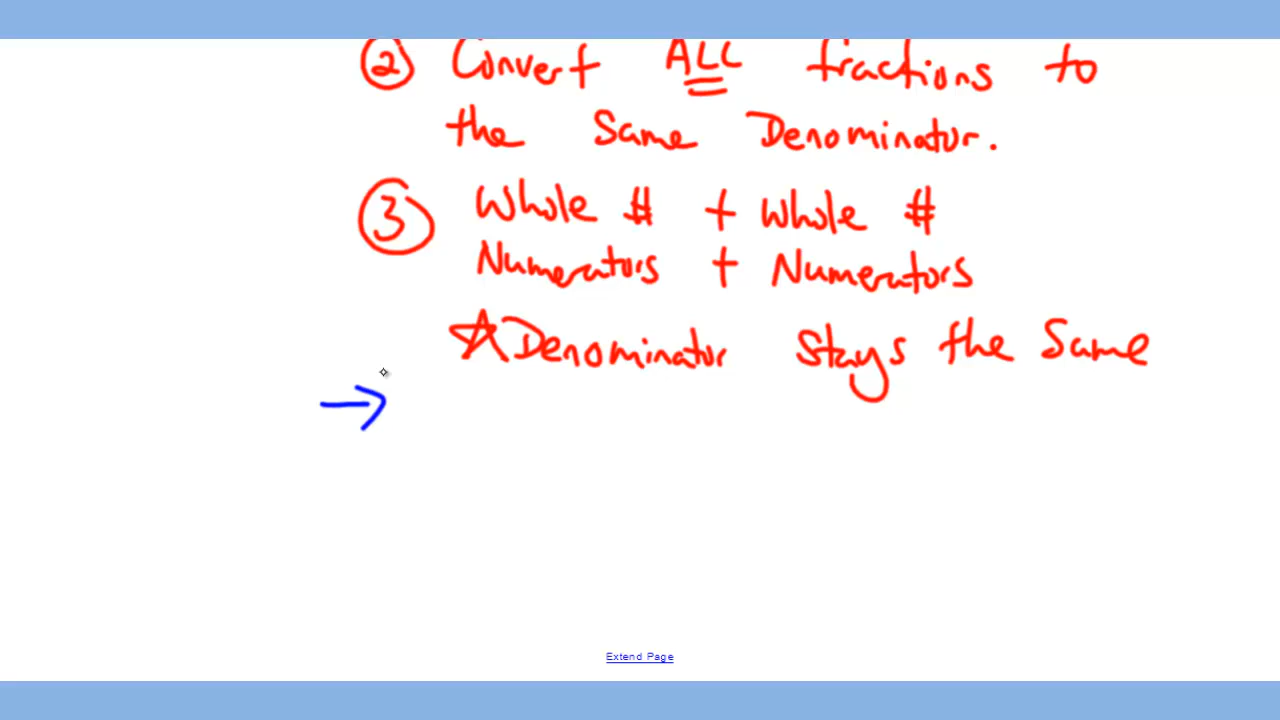 ② Convert ALL fractions to
the Same Denominator.
③ Whole # + Whole #
Numerators + Numerators
☆Denominator Stays the Same
→
Extend Page